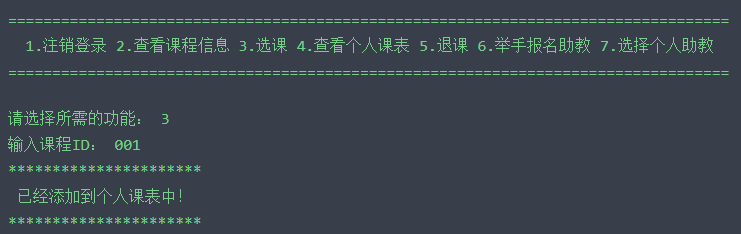 ==================================================================================
1.注销登录 2.查看课程信息 3.选课 4.查看个人课表 5.退课 6.举手报名助教 7.选择个人助教
==================================================================================
请选择所需的功能： 3
输入课程ID： 001
**********************
已经添加到个人课表中！
**********************